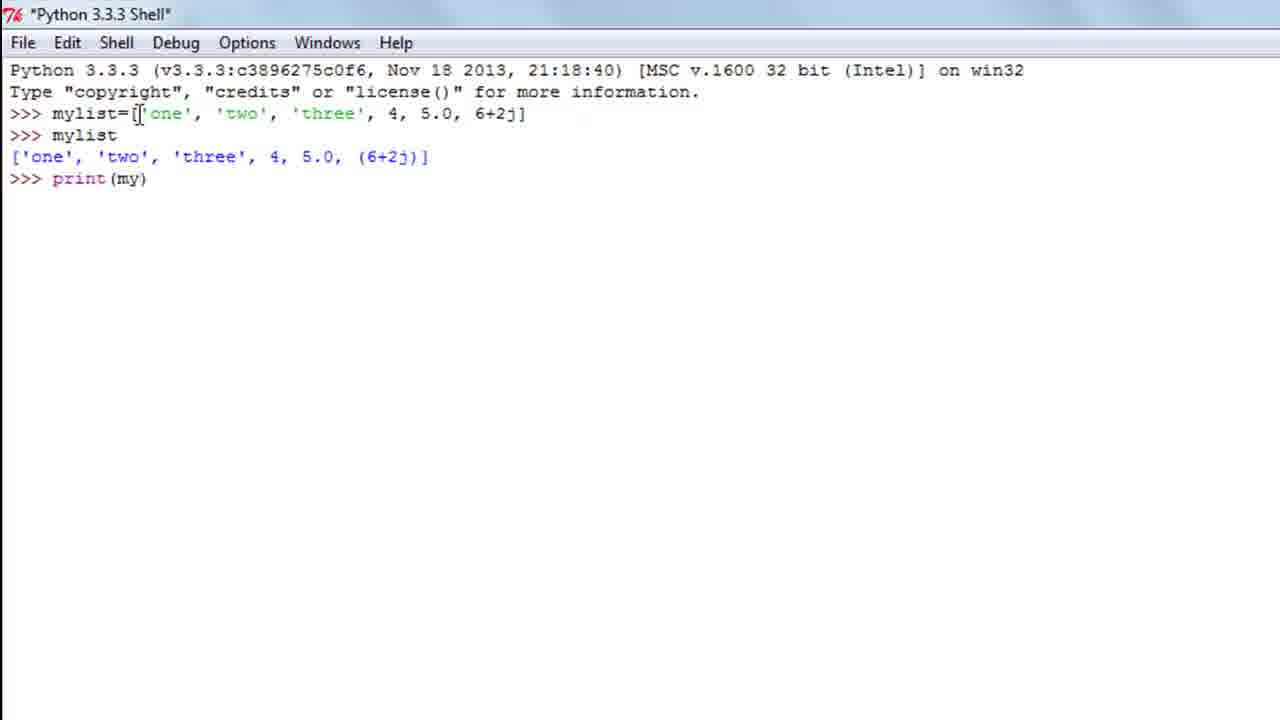 *Python 3.3.3 Shell*
File Edit Shell Debug Options Windows Help
Python 3.3.3 (v3.3.3:c3896275c0f6, Nov 18 2013, 21:18:40) [MSC v.1600 32 bit (Intel)] on win32
Type "copyright", "credits" or "license()" for more information.
>>> mylist=['one', 'two', 'three', 4, 5.0, 6+2j]
>>> mylist
['one', 'two', 'three', 4, 5.0, (6+2j)]
>>> print(my)